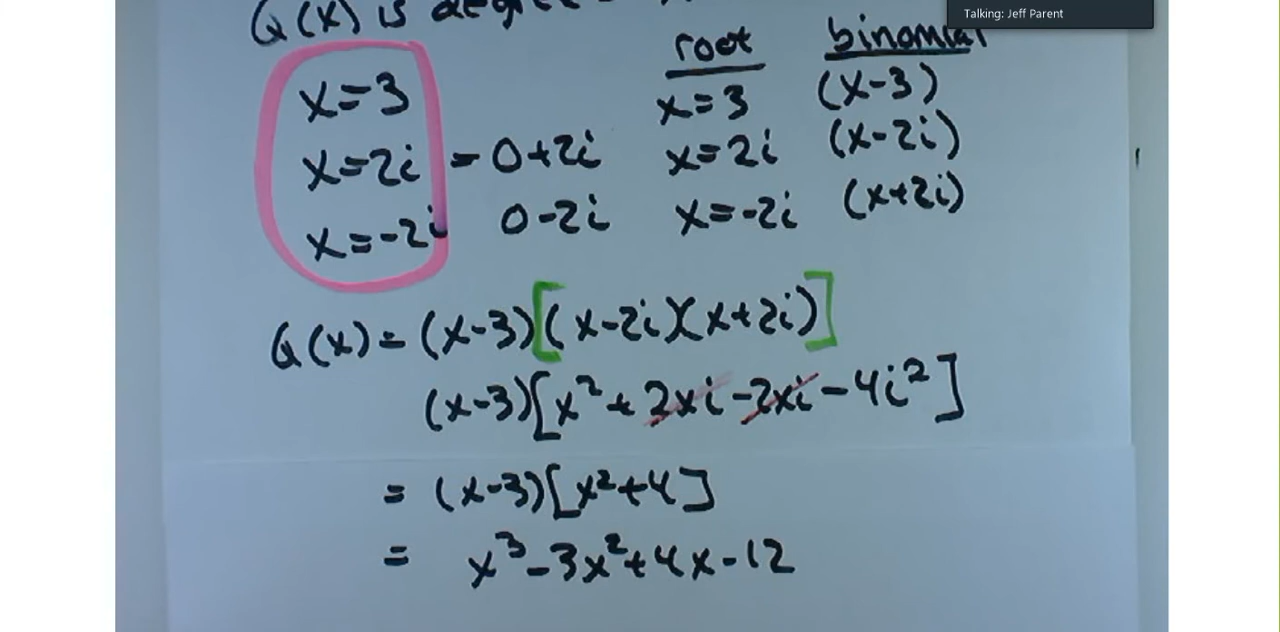 Talking: Jeff Parent
Q(x) is degree
root binomial
x=3 x=3 (x-3)
x=2i = 0+2i x=2i (x-2i)
x=-2i 0-2i x=-2i (x+2i)
Q(x) = (x-3)[(x-2i)(x+2i)]
(x-3)[x²+2xi-2xi-4i²]
= (x-3)[x²+4]
= x³-3x²+4x-12